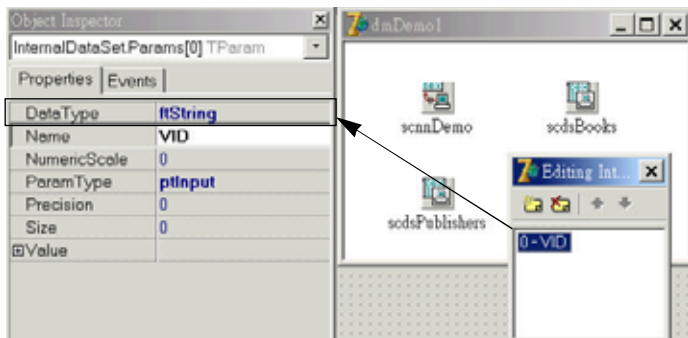 Object Inspector
InternalDataSet.Params[0] TParam
Properties
Events
DataType ftString
Name VID
NumericScale 0
ParamType ptInput
Precision 0
Size 0
Value
dmDemo1
scnnDemo
scdsBooks
scdsPublishers
Editing Int...
0 - VID